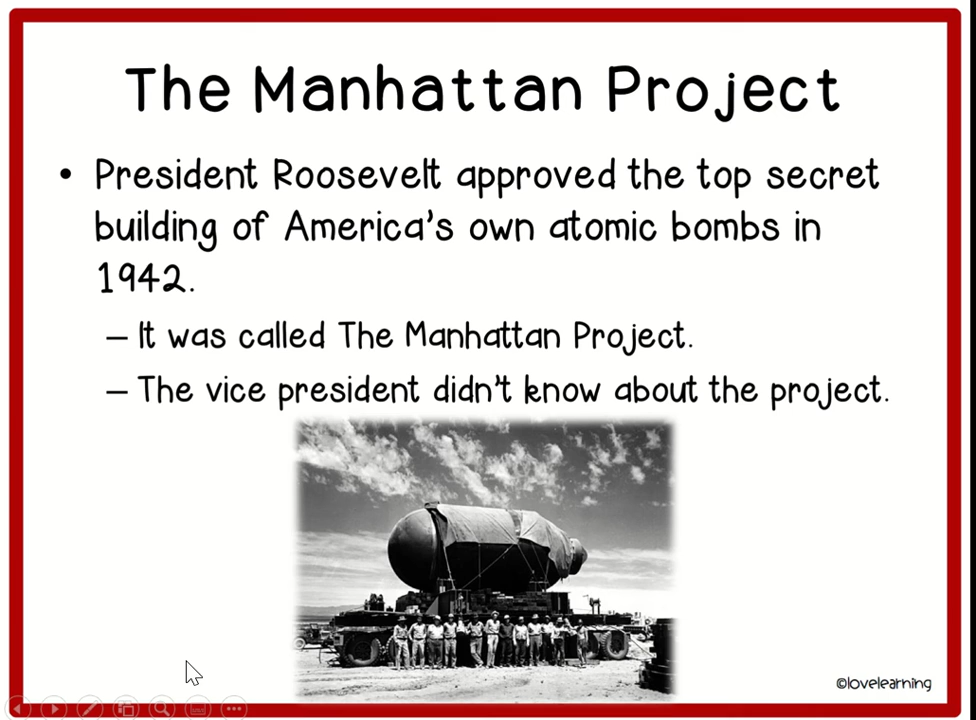 The Manhattan Project
• President Roosevelt approved the top secret
building of America's own atomic bombs in
1942.
– It was called The Manhattan Project.
– The vice president didn't know about the project.
©lovelearning